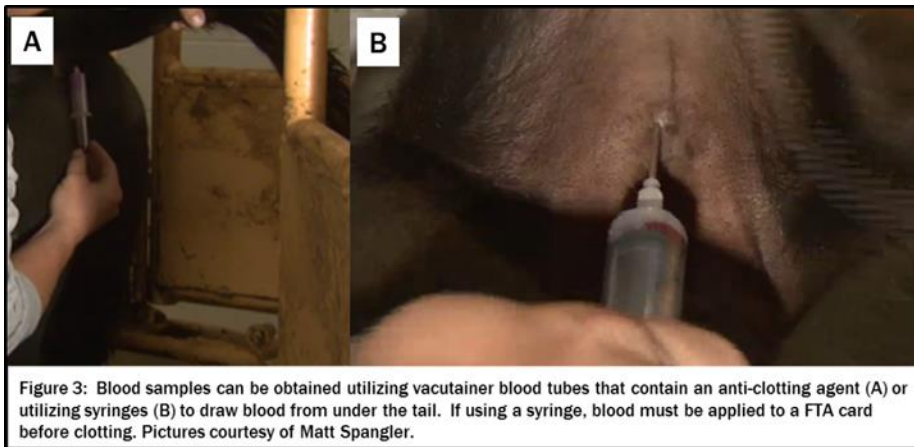 A
B
Figure 3: Blood samples can be obtained utilizing vacutainer blood tubes that contain an anti-clotting agent (A) or
utilizing syringes (B) to draw blood from under the tail. If using a syringe, blood must be applied to a FTA card
before clotting. Pictures courtesy of Matt Spangler.